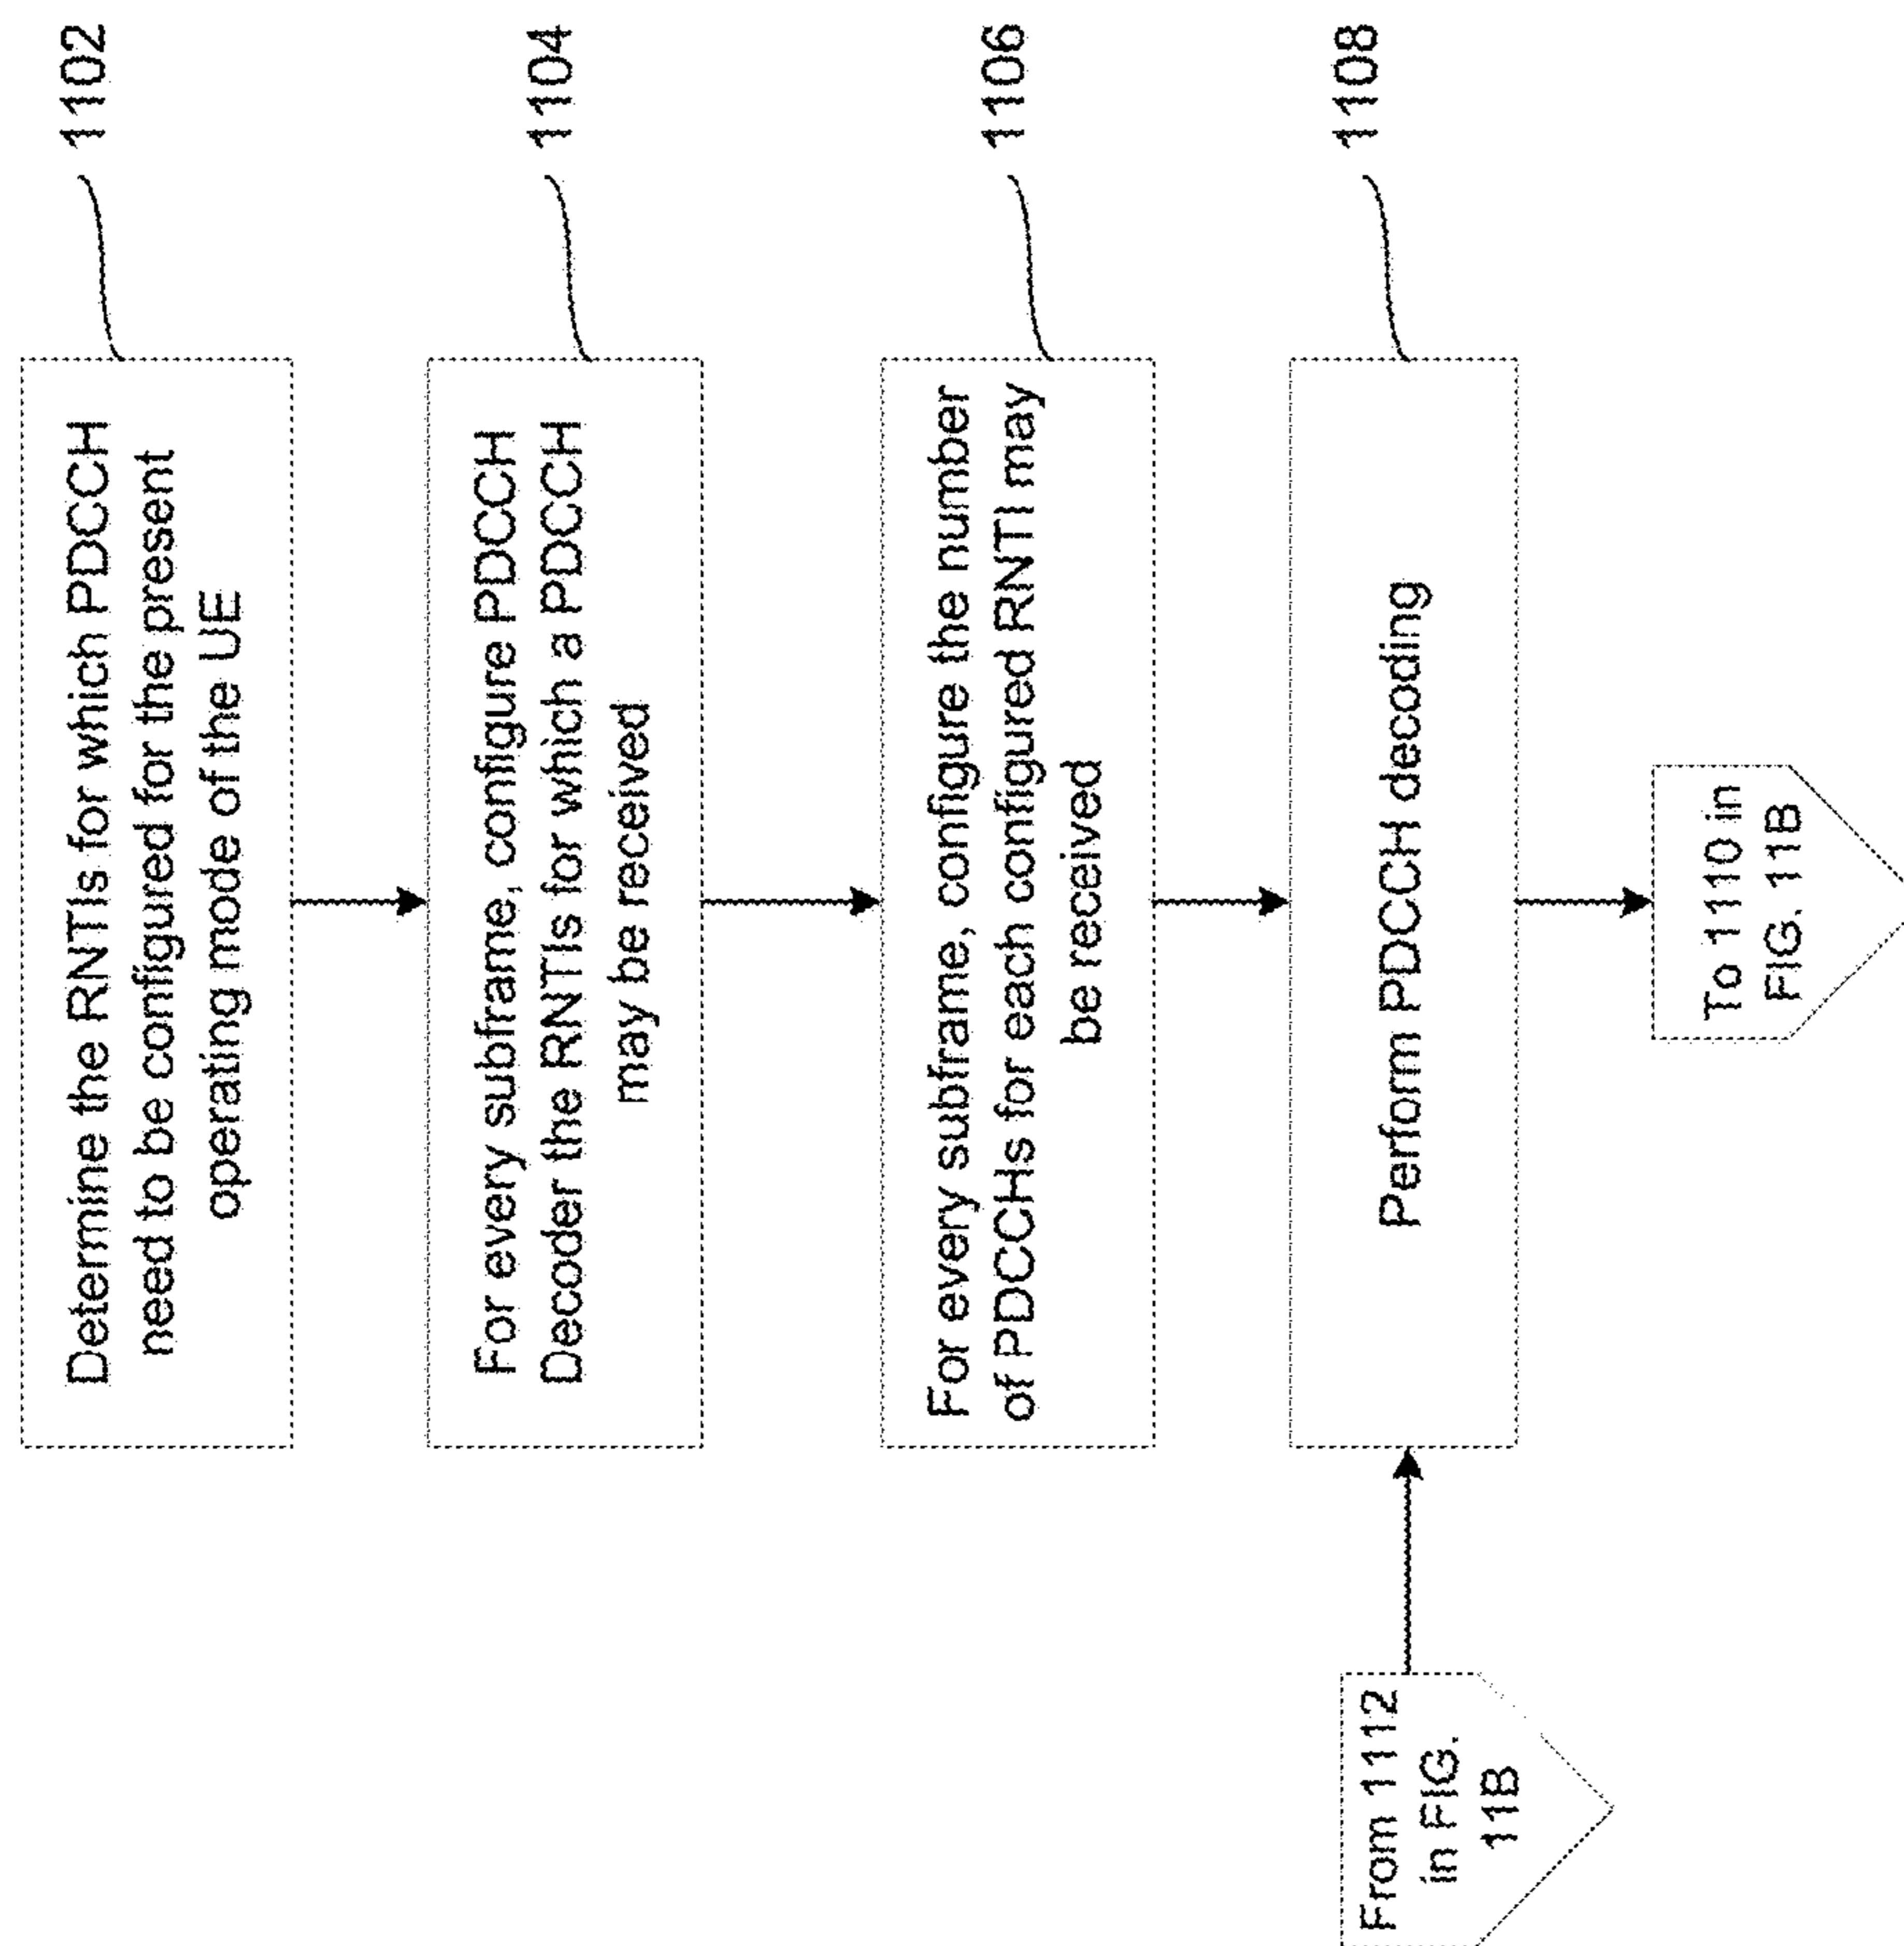 Determine the RNTIs for which PDCCH
need to be configured for the present
operating mode of the UE
1102
For every subframe, configure PDCCH
Decoder the RNTIs for which a PDCCH
may be received
1104
For every subframe, configure the number
of PDCCHs for each configured RNTI may
be received
1106
From 1112
in FIG.
11B
Perform PDCCH decoding
1108
To 1110 in
FIG. 11B